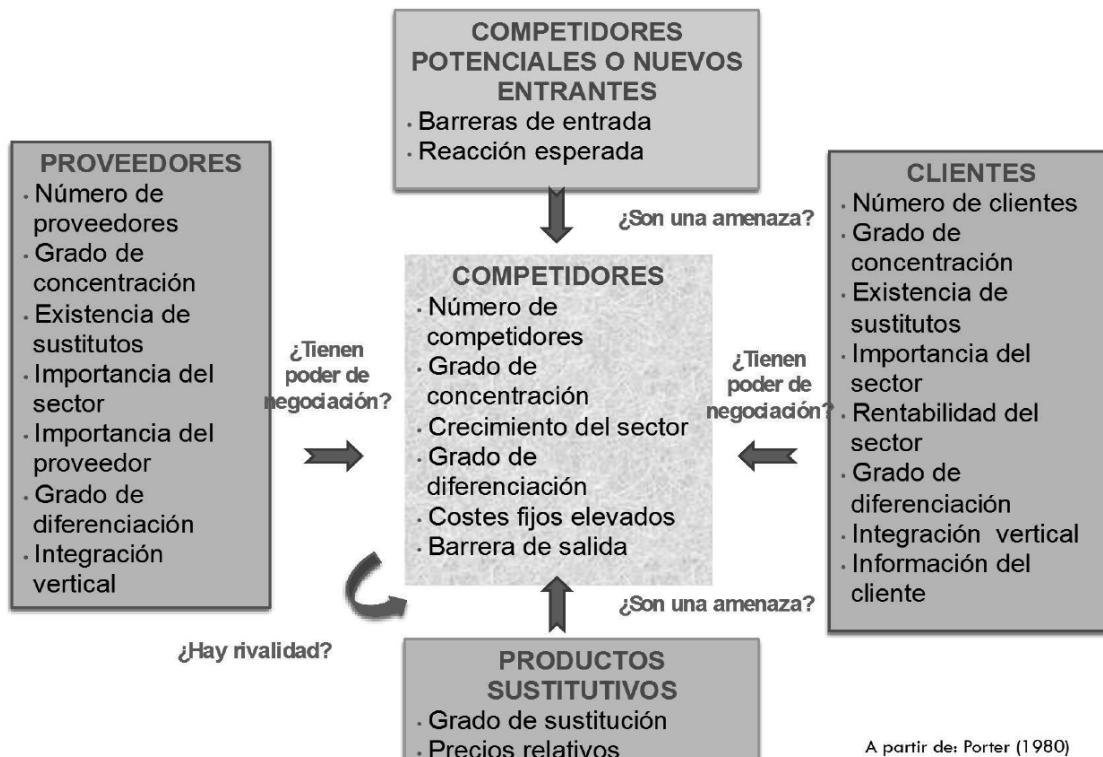 COMPETIDORES
POTENCIALES O NUEVOS
ENTRANTES
· Barreras de entrada
· Reacción esperada
PROVEEDORES
· Número de
proveedores
· Grado de
concentración
· Existencia de
sustitutos
· Importancia del
sector
· Importancia del
proveedor
· Grado de
diferenciación
· Integración
vertical
¿Son una amenaza?
¿Tienen
poder de
negociación?
COMPETIDORES
· Número de
competidores
· Grado de
concentración
· Crecimiento del sector
· Grado de
diferenciación
· Costes fijos elevados
· Barrera de salida
¿Tienen
poder de
negociación?
CLIENTES
· Número de clientes
· Grado de
concentración
· Existencia de
sustitutos
· Importancia del
sector
· Rentabilidad del
sector
· Grado de
diferenciación
· Integración vertical
· Información del
cliente
¿Hay rivalidad?
¿Son una amenaza?
PRODUCTOS
SUSTITUTIVOS
· Grado de sustitución
· Precios relativos
A partir de: Porter (1980)